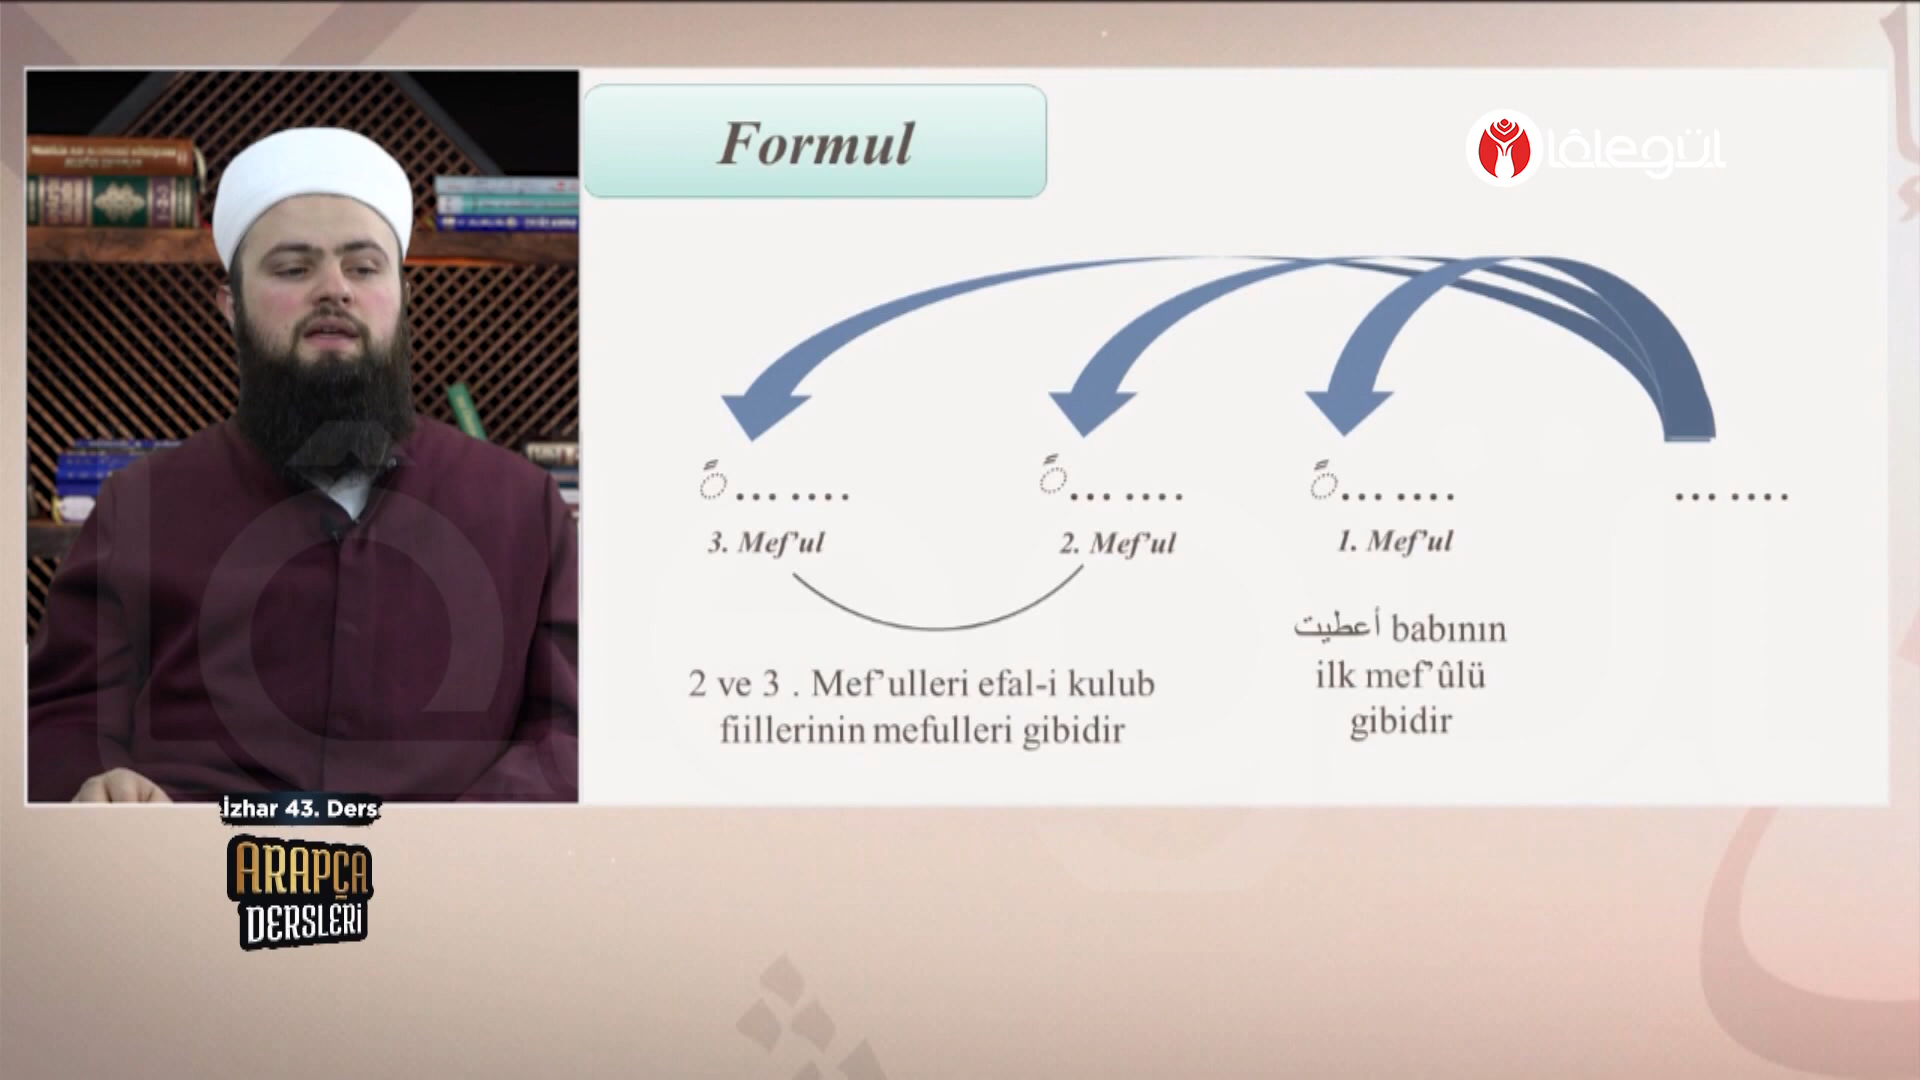 Formul
lâlegül
ً ... ....
ً ... ....
ً ... ....
... ....
3. Mef’ul
2. Mef’ul
1. Mef’ul
2 ve 3 . Mef’ulleri efal-i kulub
fiillerinin mefulleri gibidir
أعطيت babının
ilk mef’ûlü
gibidir
İzhar 43. Ders
ARAPÇA
DERSLERİ